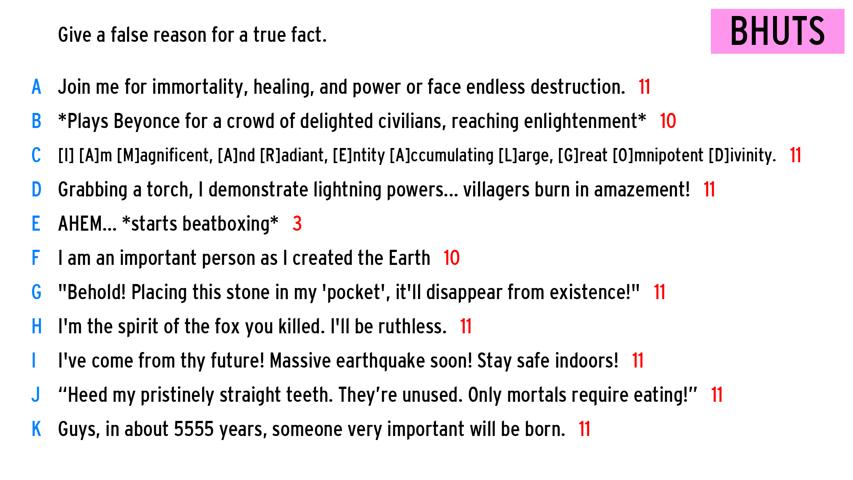 Give a false reason for a true fact.
BHUTS
A Join me for immortality, healing, and power or face endless destruction. 11
B *Plays Beyonce for a crowd of delighted civilians, reaching enlightenment* 10
C [I] [A]m [M]agnificent, [A]nd [R]adiant, [E]ntity [A]ccumulating [L]arge, [G]reat [O]mnipotent [D]ivinity. 11
D Grabbing a torch, I demonstrate lightning powers... villagers burn in amazement! 11
E AHEM... *starts beatboxing* 3
F I am an important person as I created the Earth 10
G "Behold! Placing this stone in my 'pocket', it'll disappear from existence!" 11
H I'm the spirit of the fox you killed. I'll be ruthless. 11
I I've come from thy future! Massive earthquake soon! Stay safe indoors! 11
J “Heed my pristinely straight teeth. They’re unused. Only mortals require eating!” 11
K Guys, in about 5555 years, someone very important will be born. 11